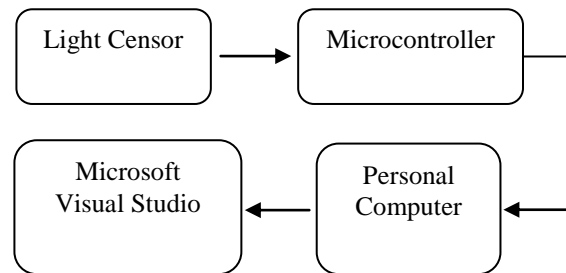 Light Censor
Microcontroller
Microsoft
Visual Studio
Personal
Computer